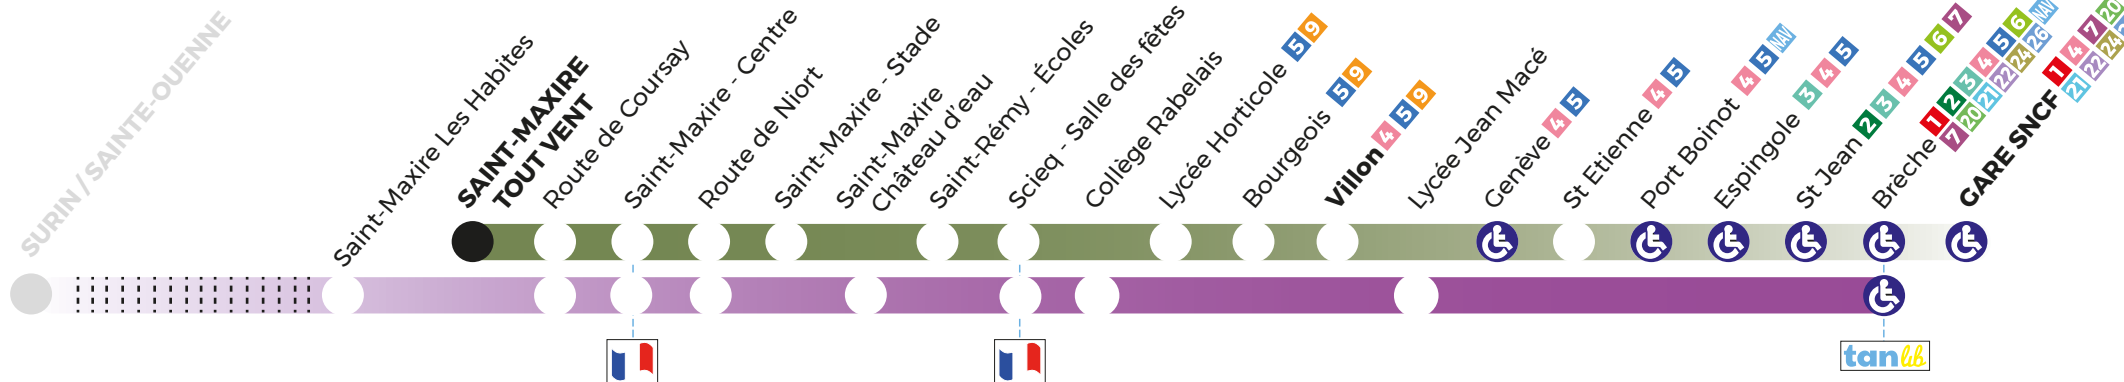 SURIN / SAINTE-OUENNE
Saint-Maxire Les Habites
SAINT-MAXIRE
TOUT VENT
Route de Coursay
Saint-Maxire - Centre
Route de Niort
Saint-Maxire - Stade
Saint-Maxire
Château d'eau
Saint-Rémy - Écoles
Sciecq - Salle des fêtes
Collège Rabelais
Lycée Horticole 5 9
Bourgeois 5 9
Villon 4 5 9
Lycée Jean Macé
Genève 4 5
St Etienne 4 5
Port Boinot 4 5 NAV
Espingole 3 4 5
St Jean 2 3 4 5 6 7
Brèche 1 2 3 4 5 6 NAV
7 20 21 22 24 26
GARE SNCF 1 4 7 20
21 22 24
tanlib